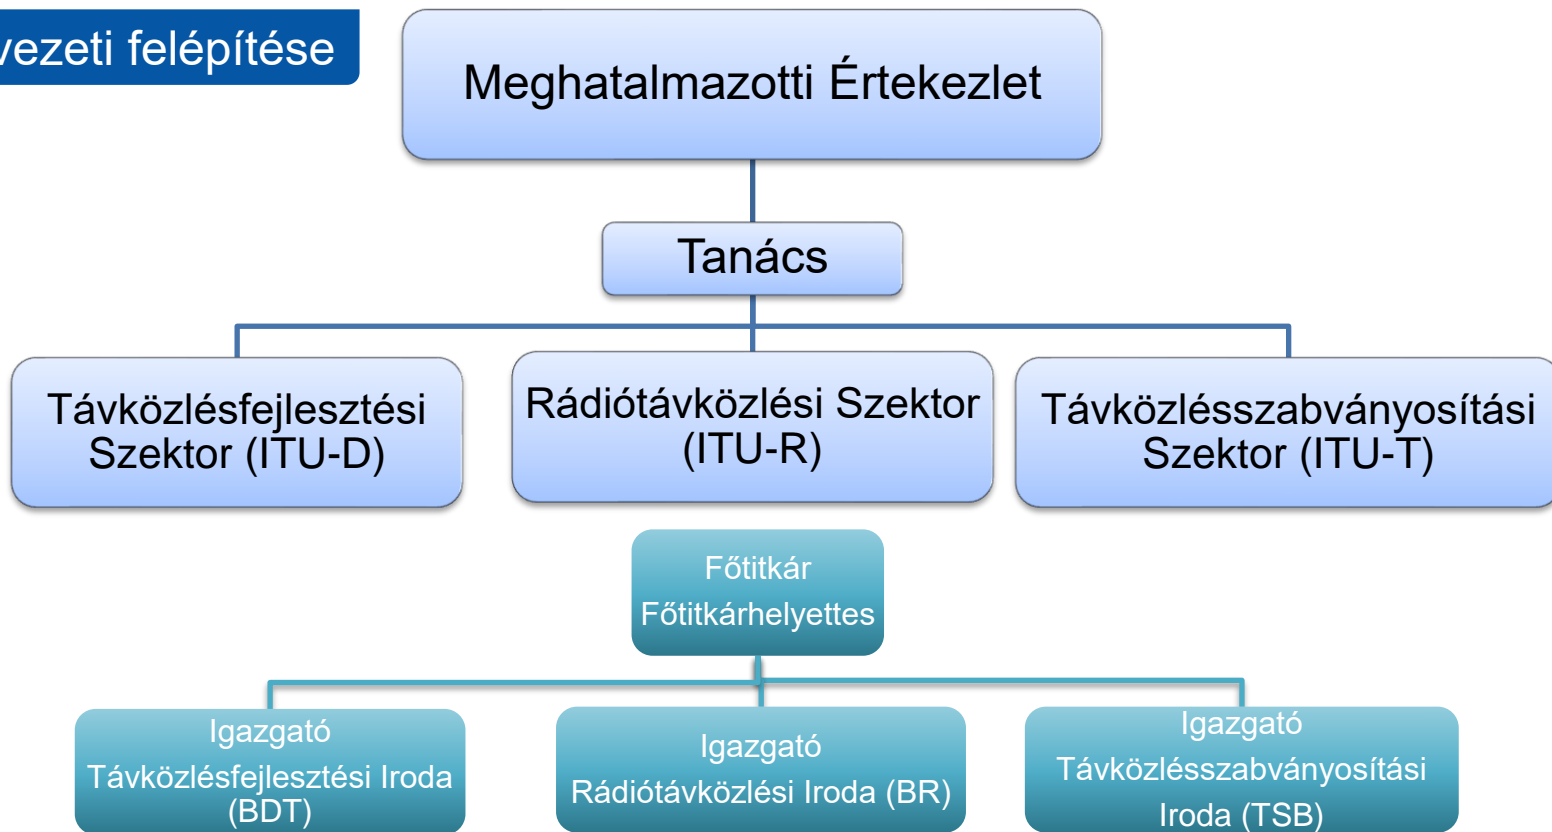 vezeti felépítése
Meghatalmazotti Értekezlet
Tanács
Távközlésfejlesztési
Szektor (ITU-D)
Rádiótávközlési Szektor
(ITU-R)
Távközlésszabványosítási
Szektor (ITU-T)
Főtitkár
Főtitkárhelyettes
Igazgató
Távközlésfejlesztési Iroda
(BDT)
Igazgató
Rádiótávközlési Iroda (BR)
Igazgató
Távközlésszabványosítási
Iroda (TSB)